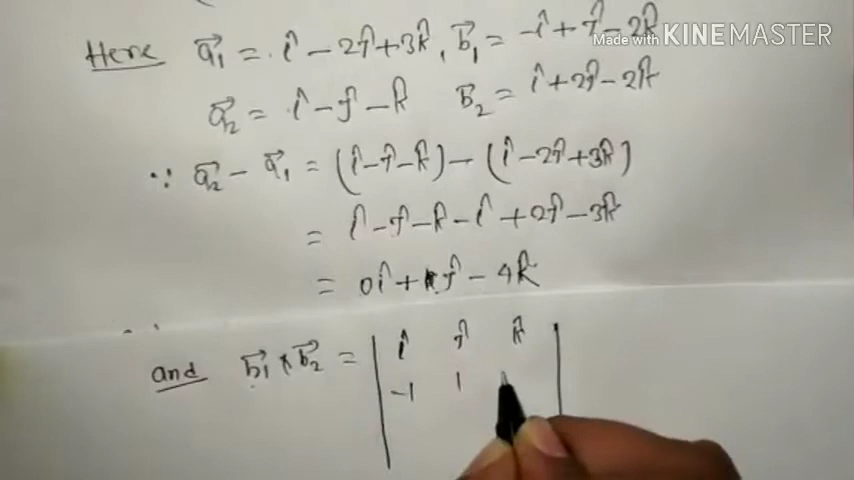 Made with KINEMASTER
Here a⃗₁ = î - 2ĵ + 3k̂, b⃗₁ = -î + ĵ - 2k̂
a⃗₂ = î - ĵ - k̂ b⃗₂ = î + 2ĵ - 2k̂
∵ a⃗₂ - a⃗₁ = (î - ĵ - k̂) - (î - 2ĵ + 3k̂)
= î - ĵ - k̂ - î + 2ĵ - 3k̂
= 0î + ĵ - 4k̂
and b⃗₁ × b⃗₂ = | î ĵ k̂ |
-1 1